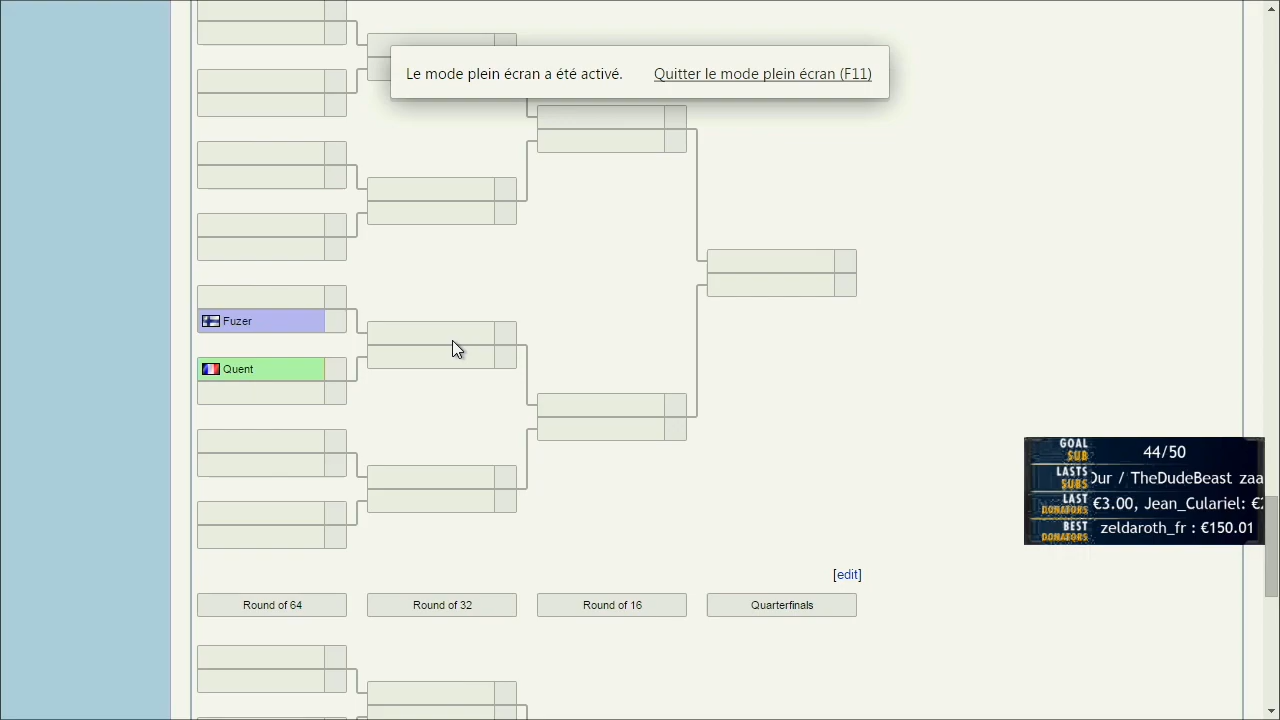 Le mode plein écran a été activé. Quitter le mode plein écran (F11)
Fuzer
Quent
GOAL SUB 44/50
LASTS SUBS Dur / TheDudeBeast zaa
LAST DONATORS €3.00, Jean_Culariel: €
BEST DONATORS zeldaroth_fr : €150.01
[edit]
Round of 64 Round of 32 Round of 16 Quarterfinals